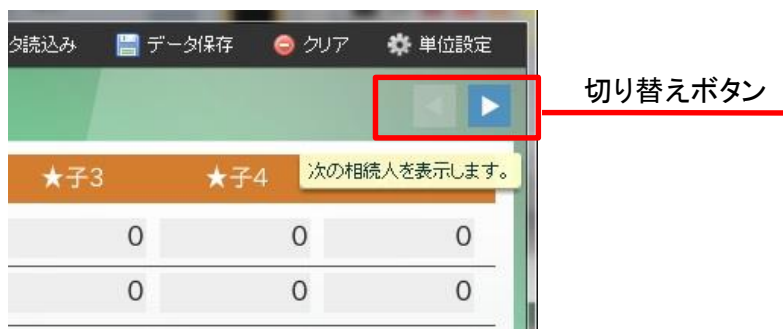 タ読込み データ保存 クリア 単位設定
切り替えボタン
★子3 ★子4
次の相続人を表示します。
0 0 0
0 0 0